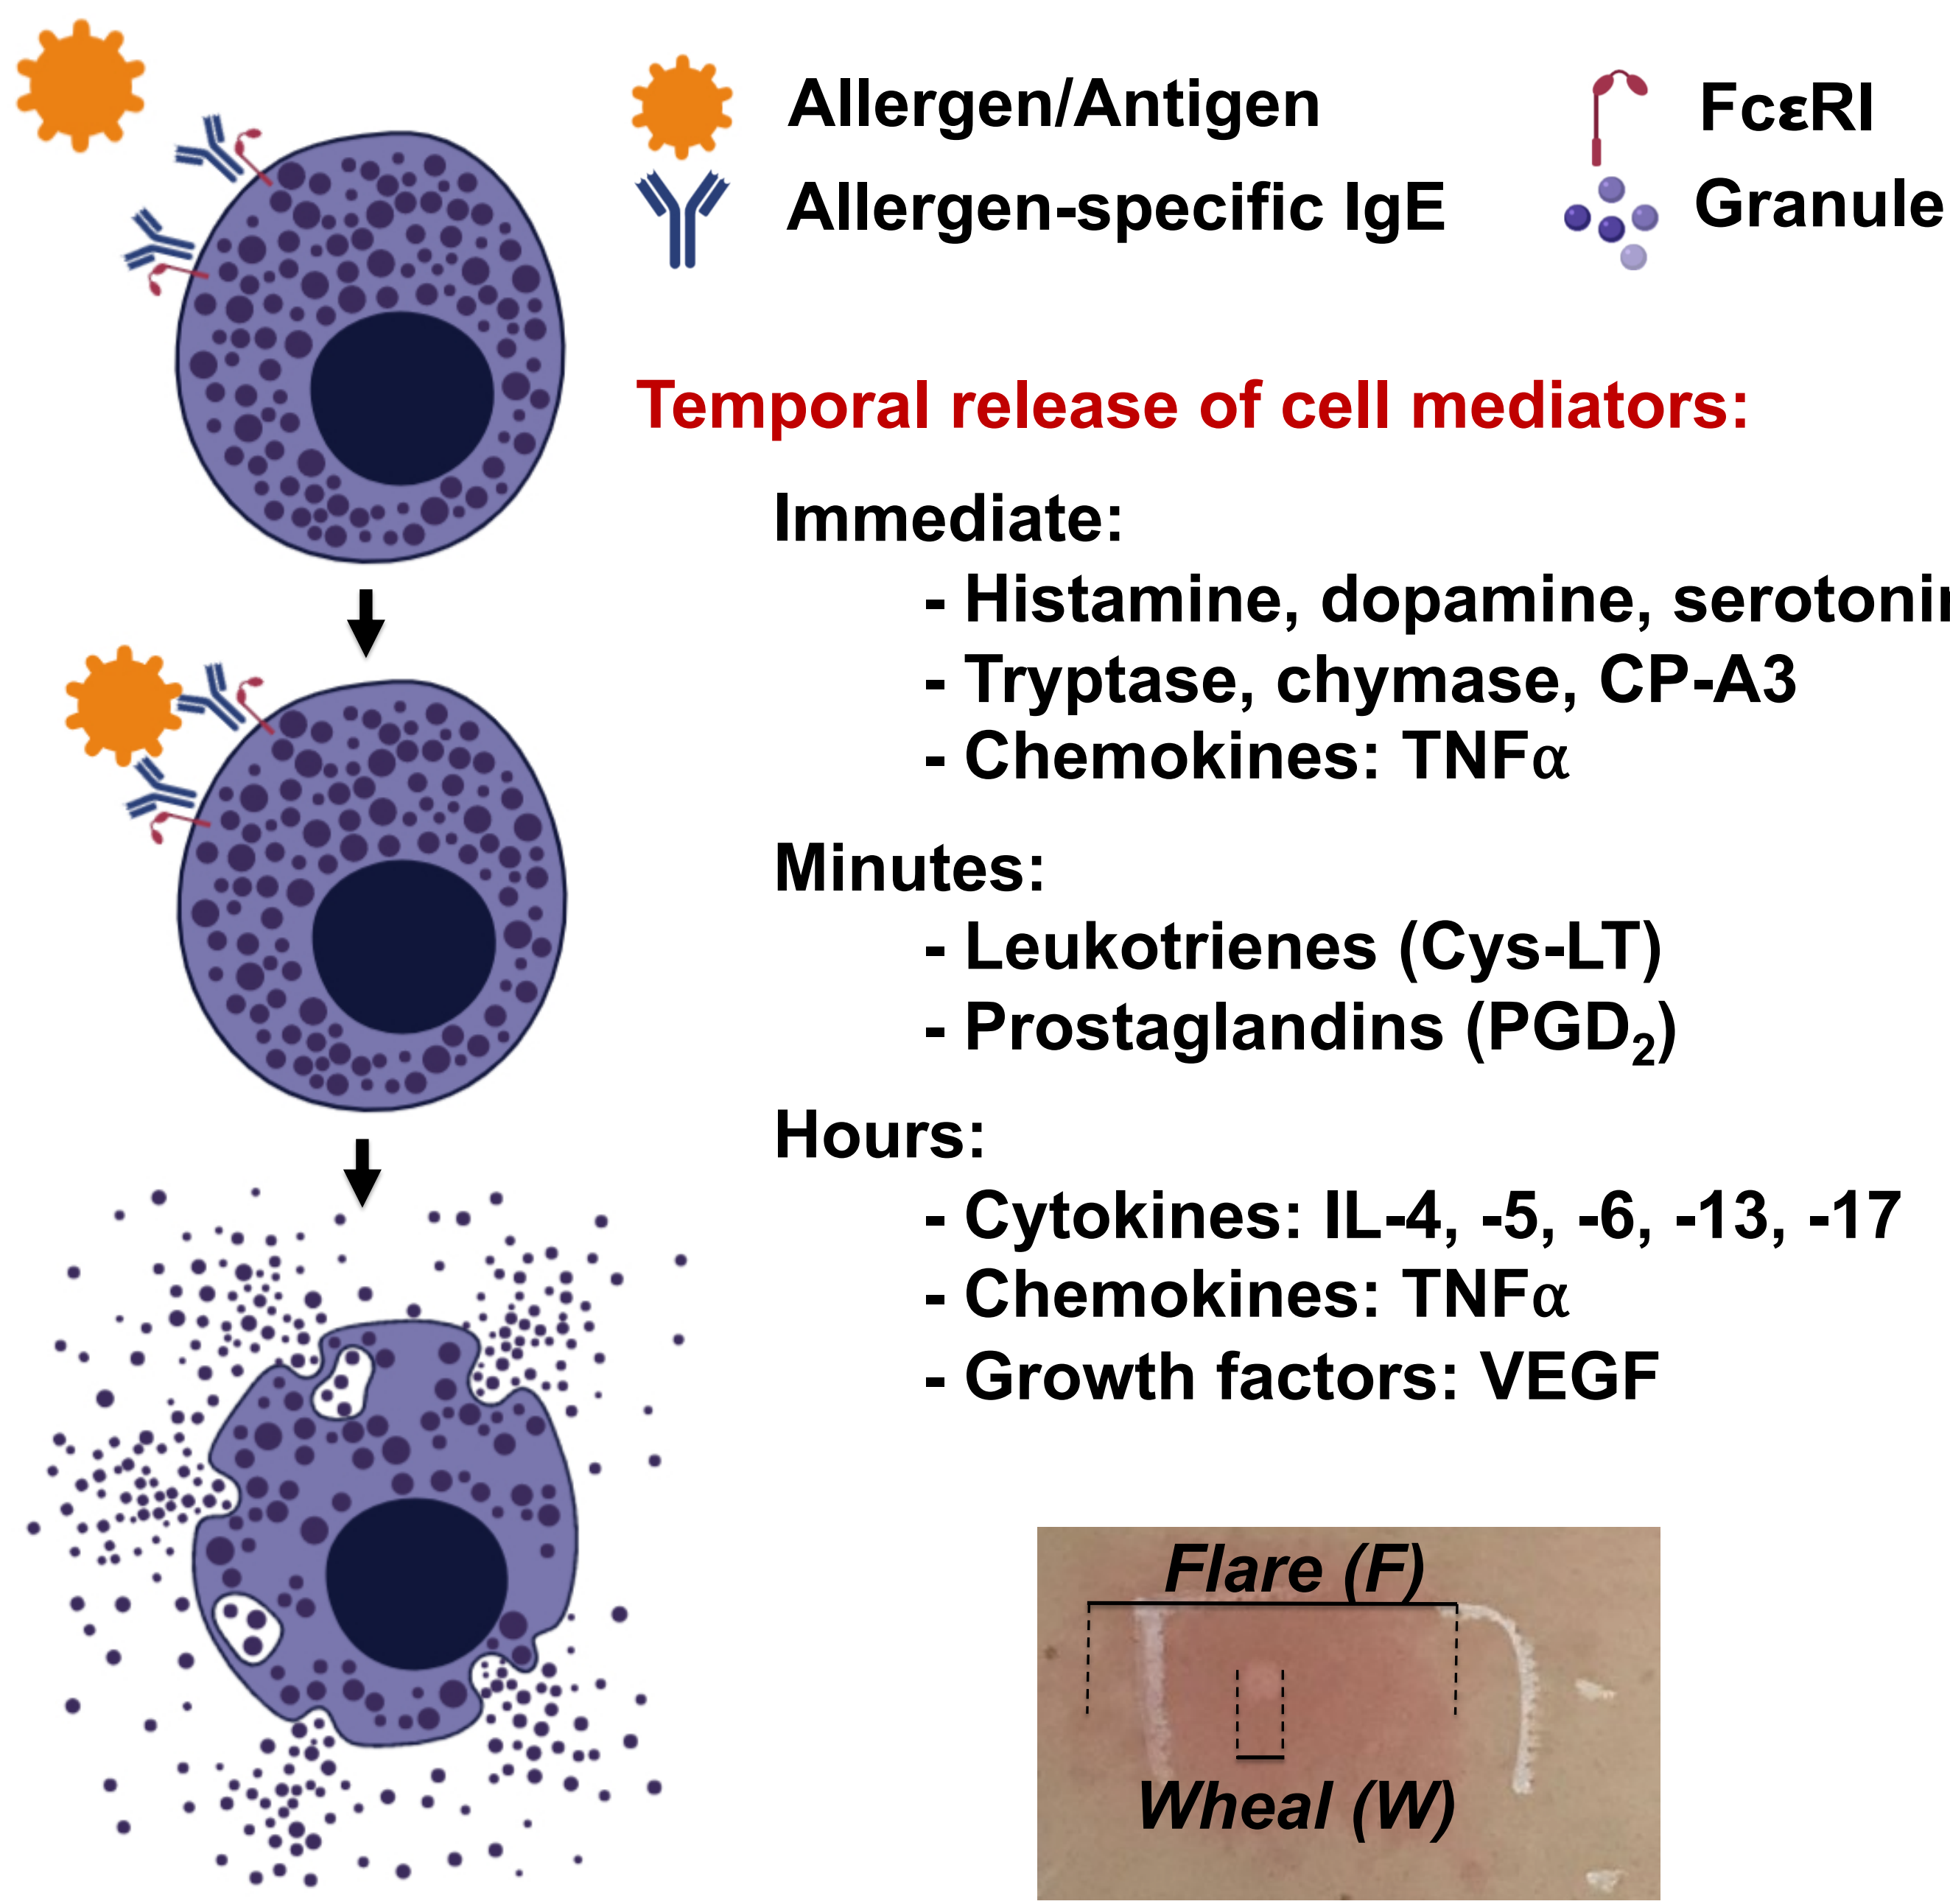 Allergen/Antigen
FcεRI
Allergen-specific IgE
Granule
Temporal release of cell mediators:
Immediate:
- Histamine, dopamine, serotonin
- Tryptase, chymase, CP-A3
- Chemokines: TNFα
Minutes:
- Leukotrienes (Cys-LT)
- Prostaglandins (PGD₂)
Hours:
- Cytokines: IL-4, -5, -6, -13, -17
- Chemokines: TNFα
- Growth factors: VEGF
Flare (F)
Wheal (W)